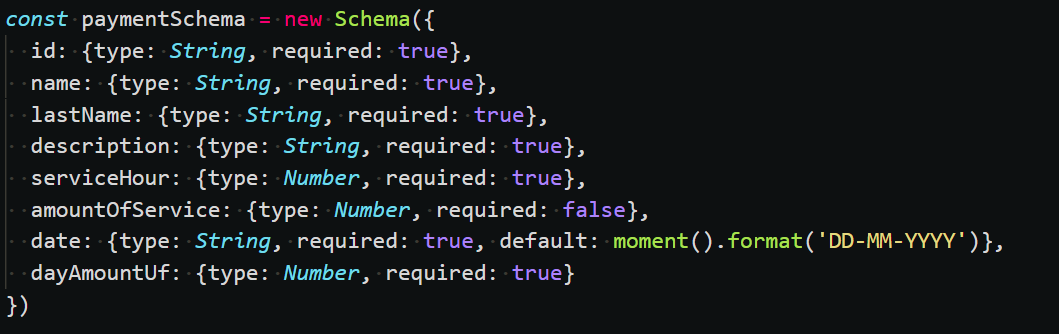 const paymentSchema = new Schema({
  id: {type: String, required: true},
  name: {type: String, required: true},
  lastName: {type: String, required: true},
  description: {type: String, required: true},
  serviceHour: {type: Number, required: true},
  amountOfService: {type: Number, required: false},
  date: {type: String, required: true, default: moment().format('DD-MM-YYYY')},
  dayAmountUf: {type: Number, required: true}
})